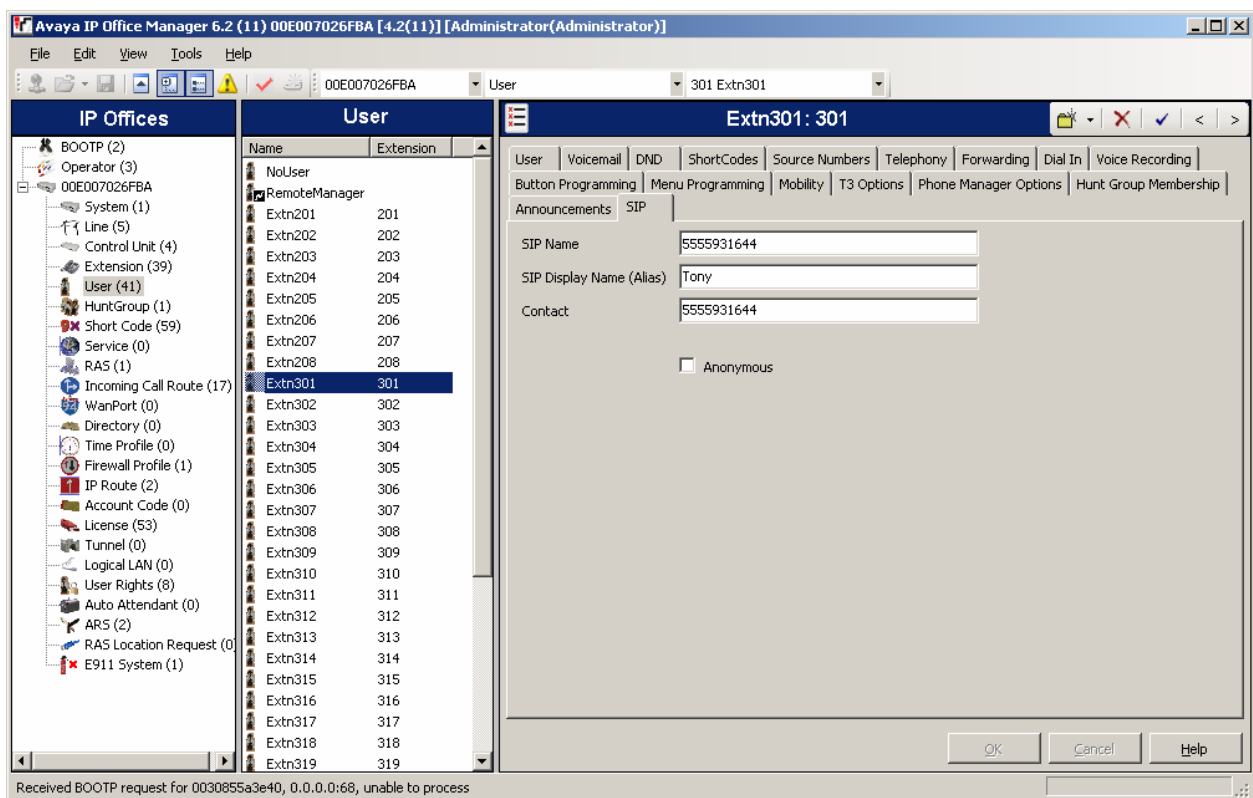 Avaya IP Office Manager 6.2 (11) 00E007026FBA [4.2(11)] [Administrator(Administrator)]
File Edit View Tools Help
00E007026FBA User 301 Extn301
IP Offices
BOOTP (2)
Operator (3)
00E007026FBA
System (1)
Line (5)
Control Unit (4)
Extension (39)
User (41)
HuntGroup (1)
Short Code (59)
Service (0)
RAS (1)
Incoming Call Route (17)
WanPort (0)
Directory (0)
Time Profile (0)
Firewall Profile (1)
IP Route (2)
Account Code (0)
License (53)
Tunnel (0)
Logical LAN (0)
User Rights (8)
Auto Attendant (0)
ARS (2)
RAS Location Request (0
E911 System (1)
User
Name Extension
NoUser
RemoteManager
Extn201 201
Extn202 202
Extn203 203
Extn204 204
Extn205 205
Extn206 206
Extn207 207
Extn208 208
Extn301 301
Extn302 302
Extn303 303
Extn304 304
Extn305 305
Extn306 306
Extn307 307
Extn308 308
Extn309 309
Extn310 310
Extn311 311
Extn312 312
Extn313 313
Extn314 314
Extn315 315
Extn316 316
Extn317 317
Extn318 318
Extn319 319
Extn301: 301
User Voicemail DND ShortCodes Source Numbers Telephony Forwarding Dial In Voice Recording
Button Programming Menu Programming Mobility T3 Options Phone Manager Options Hunt Group Membership
Announcements SIP
SIP Name 5555931644
SIP Display Name (Alias) Tony
Contact 5555931644
Anonymous
OK Cancel Help
Received BOOTP request for 0030855a3e40, 0.0.0.0:68, unable to process